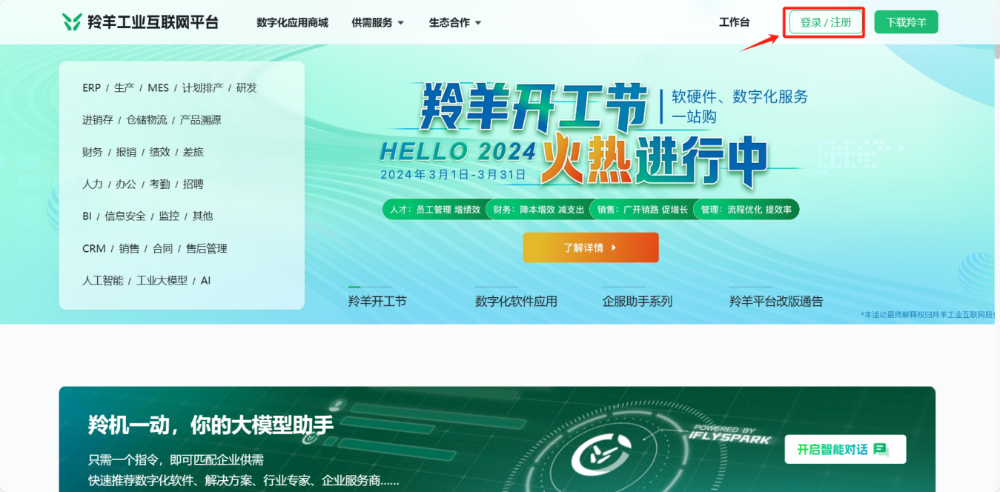 羚羊工业互联网平台 数字化应用商城 供需服务 生态合作 工作台 登录 / 注册 下载羚羊
ERP / 生产 / MES / 计划排产 / 研发
进销存 / 仓储物流 / 产品溯源
财务 / 报销 / 绩效 / 差旅
人力 / 办公 / 考勤 / 招聘
BI / 信息安全 / 监控 / 其他
CRM / 销售 / 合同 / 售后管理
人工智能 / 工业大模型 / AI
羚羊开工节
软硬件、数字化服务
一站购
HELLO 2024
火热进行中
2024年3月1日-3月31日
人才：员工管理 增绩效 财务：降本增效 减支出 销售：广开销路 促增长 管理：流程优化 提效率
了解详情
羚羊开工节 数字化软件应用 企服助手系列 羚羊平台改版通告
*本活动最终解释权归羚羊工业互联网股
羚机一动，你的大模型助手
只需一个指令，即可匹配企业供需
快速推荐数字化软件、解决方案、行业专家、企业服务商......
POWERED BY
iFLYSPARK
开启智能对话